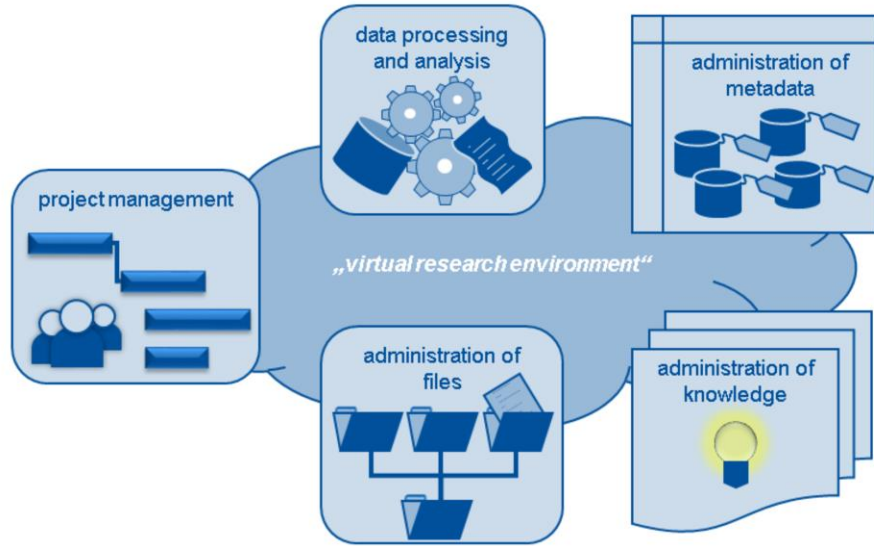 data processing
and analysis
administration of
metadata
project management
„virtual research environment“
administration of
files
administration of
knowledge